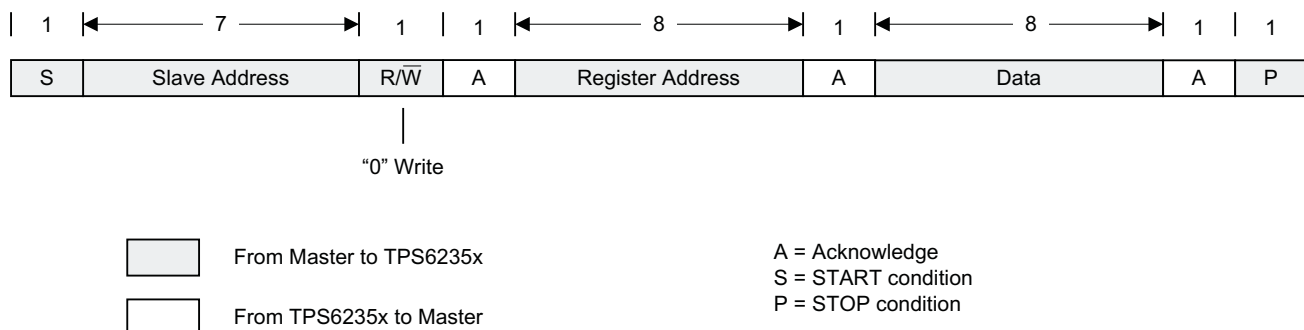 1 7 1 1 8 1 8 1 1
S Slave Address R/W̅ A Register Address A Data A P
“0” Write
From Master to TPS6235x
From TPS6235x to Master
A = Acknowledge
S = START condition
P = STOP condition